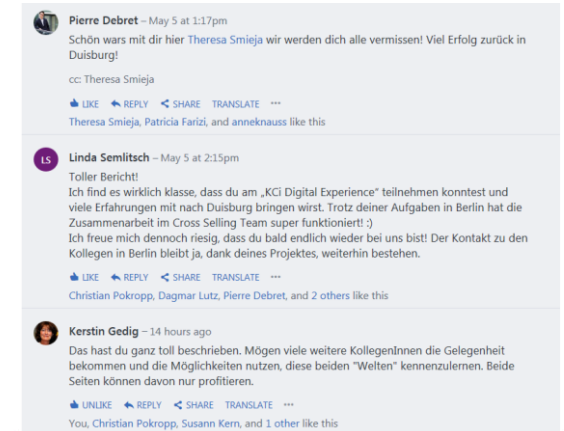 Pierre Debret – May 5 at 1:17pm
Schön wars mit dir hier Theresa Smieja wir werden dich alle vermissen! Viel Erfolg zurück in
Duisburg!
cc: Theresa Smieja
LIKE REPLY SHARE TRANSLATE ···
Theresa Smieja, Patricia Farizi, and anneknauss like this
LS
Linda Semlitsch – May 5 at 2:15pm
Toller Bericht!
Ich find es wirklich klasse, dass du am „KCi Digital Experience" teilnehmen konntest und
viele Erfahrungen mit nach Duisburg bringen wirst. Trotz deiner Aufgaben in Berlin hat die
Zusammenarbeit im Cross Selling Team super funktioniert! :)
Ich freue mich dennoch riesig, dass du bald endlich wieder bei uns bist! Der Kontakt zu den
Kollegen in Berlin bleibt ja, dank deines Projektes, weiterhin bestehen.
LIKE REPLY SHARE TRANSLATE ···
Christian Pokropp, Dagmar Lutz, Pierre Debret, and 2 others like this
Kerstin Gedig – 14 hours ago
Das hast du ganz toll beschrieben. Mögen viele weitere KollegenInnen die Gelegenheit
bekommen und die Möglichkeiten nutzen, diese beiden "Welten" kennenzulernen. Beide
Seiten können davon nur profitieren.
UNLIKE REPLY SHARE TRANSLATE ···
You, Christian Pokropp, Susann Kern, and 1 other like this